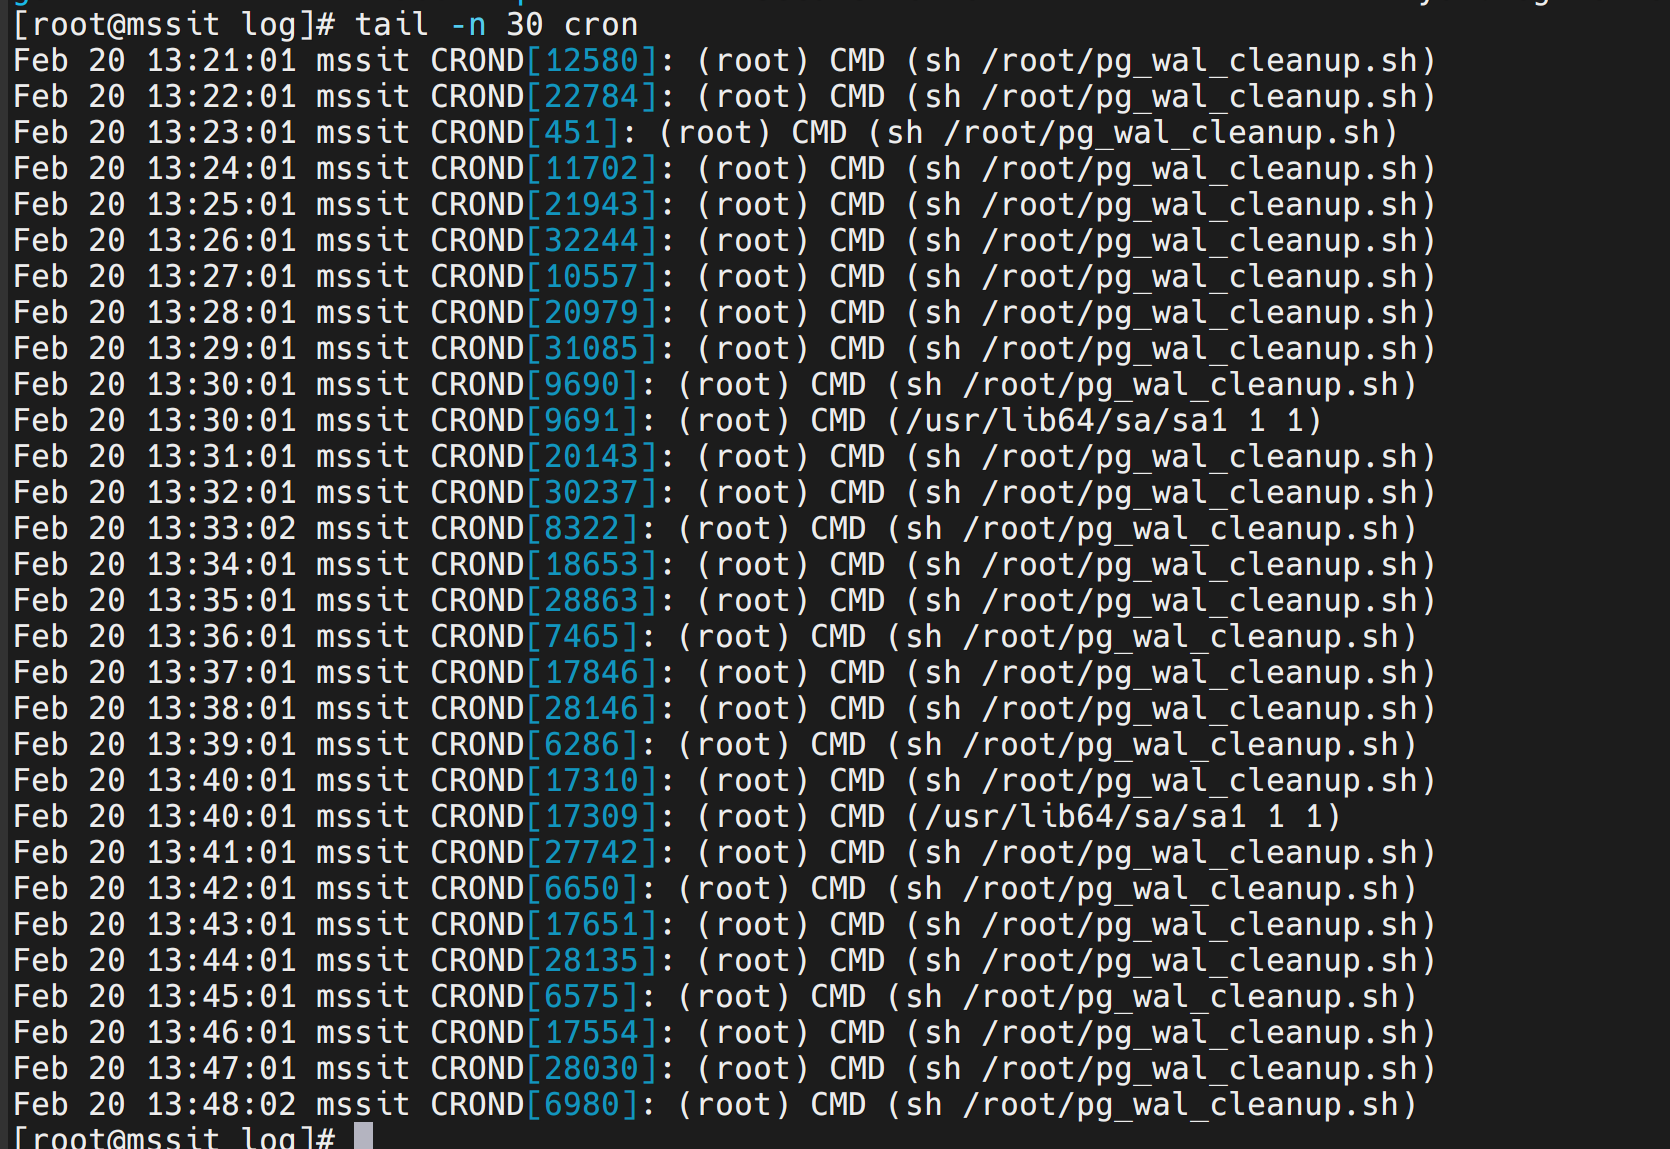 [root@mssit log]# tail -n 30 cron
Feb 20 13:21:01 mssit CROND[12580]: (root) CMD (sh /root/pg_wal_cleanup.sh)
Feb 20 13:22:01 mssit CROND[22784]: (root) CMD (sh /root/pg_wal_cleanup.sh)
Feb 20 13:23:01 mssit CROND[451]: (root) CMD (sh /root/pg_wal_cleanup.sh)
Feb 20 13:24:01 mssit CROND[11702]: (root) CMD (sh /root/pg_wal_cleanup.sh)
Feb 20 13:25:01 mssit CROND[21943]: (root) CMD (sh /root/pg_wal_cleanup.sh)
Feb 20 13:26:01 mssit CROND[32244]: (root) CMD (sh /root/pg_wal_cleanup.sh)
Feb 20 13:27:01 mssit CROND[10557]: (root) CMD (sh /root/pg_wal_cleanup.sh)
Feb 20 13:28:01 mssit CROND[20979]: (root) CMD (sh /root/pg_wal_cleanup.sh)
Feb 20 13:29:01 mssit CROND[31085]: (root) CMD (sh /root/pg_wal_cleanup.sh)
Feb 20 13:30:01 mssit CROND[9690]: (root) CMD (sh /root/pg_wal_cleanup.sh)
Feb 20 13:30:01 mssit CROND[9691]: (root) CMD (/usr/lib64/sa/sa1 1 1)
Feb 20 13:31:01 mssit CROND[20143]: (root) CMD (sh /root/pg_wal_cleanup.sh)
Feb 20 13:32:01 mssit CROND[30237]: (root) CMD (sh /root/pg_wal_cleanup.sh)
Feb 20 13:33:02 mssit CROND[8322]: (root) CMD (sh /root/pg_wal_cleanup.sh)
Feb 20 13:34:01 mssit CROND[18653]: (root) CMD (sh /root/pg_wal_cleanup.sh)
Feb 20 13:35:01 mssit CROND[28863]: (root) CMD (sh /root/pg_wal_cleanup.sh)
Feb 20 13:36:01 mssit CROND[7465]: (root) CMD (sh /root/pg_wal_cleanup.sh)
Feb 20 13:37:01 mssit CROND[17846]: (root) CMD (sh /root/pg_wal_cleanup.sh)
Feb 20 13:38:01 mssit CROND[28146]: (root) CMD (sh /root/pg_wal_cleanup.sh)
Feb 20 13:39:01 mssit CROND[6286]: (root) CMD (sh /root/pg_wal_cleanup.sh)
Feb 20 13:40:01 mssit CROND[17310]: (root) CMD (sh /root/pg_wal_cleanup.sh)
Feb 20 13:40:01 mssit CROND[17309]: (root) CMD (/usr/lib64/sa/sa1 1 1)
Feb 20 13:41:01 mssit CROND[27742]: (root) CMD (sh /root/pg_wal_cleanup.sh)
Feb 20 13:42:01 mssit CROND[6650]: (root) CMD (sh /root/pg_wal_cleanup.sh)
Feb 20 13:43:01 mssit CROND[17651]: (root) CMD (sh /root/pg_wal_cleanup.sh)
Feb 20 13:44:01 mssit CROND[28135]: (root) CMD (sh /root/pg_wal_cleanup.sh)
Feb 20 13:45:01 mssit CROND[6575]: (root) CMD (sh /root/pg_wal_cleanup.sh)
Feb 20 13:46:01 mssit CROND[17554]: (root) CMD (sh /root/pg_wal_cleanup.sh)
Feb 20 13:47:01 mssit CROND[28030]: (root) CMD (sh /root/pg_wal_cleanup.sh)
Feb 20 13:48:02 mssit CROND[6980]: (root) CMD (sh /root/pg_wal_cleanup.sh)
[root@mssit log]#